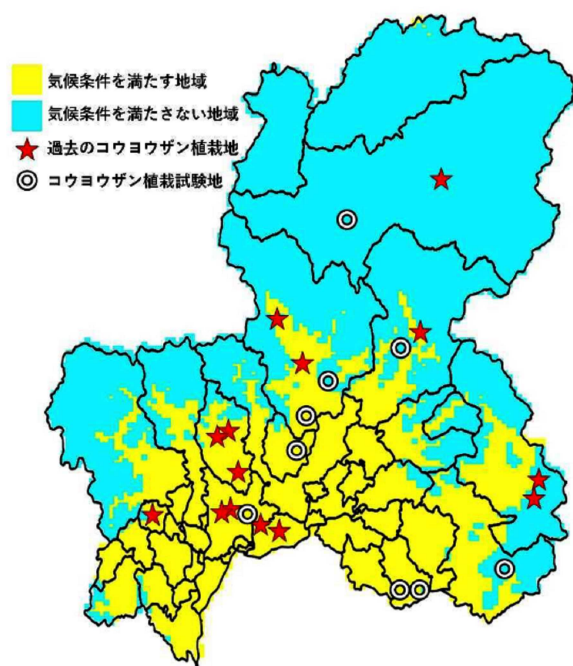 気候条件を満たす地域
気候条件を満たさない地域
過去のコウヨウザン植栽地
コウヨウザン植栽試験地